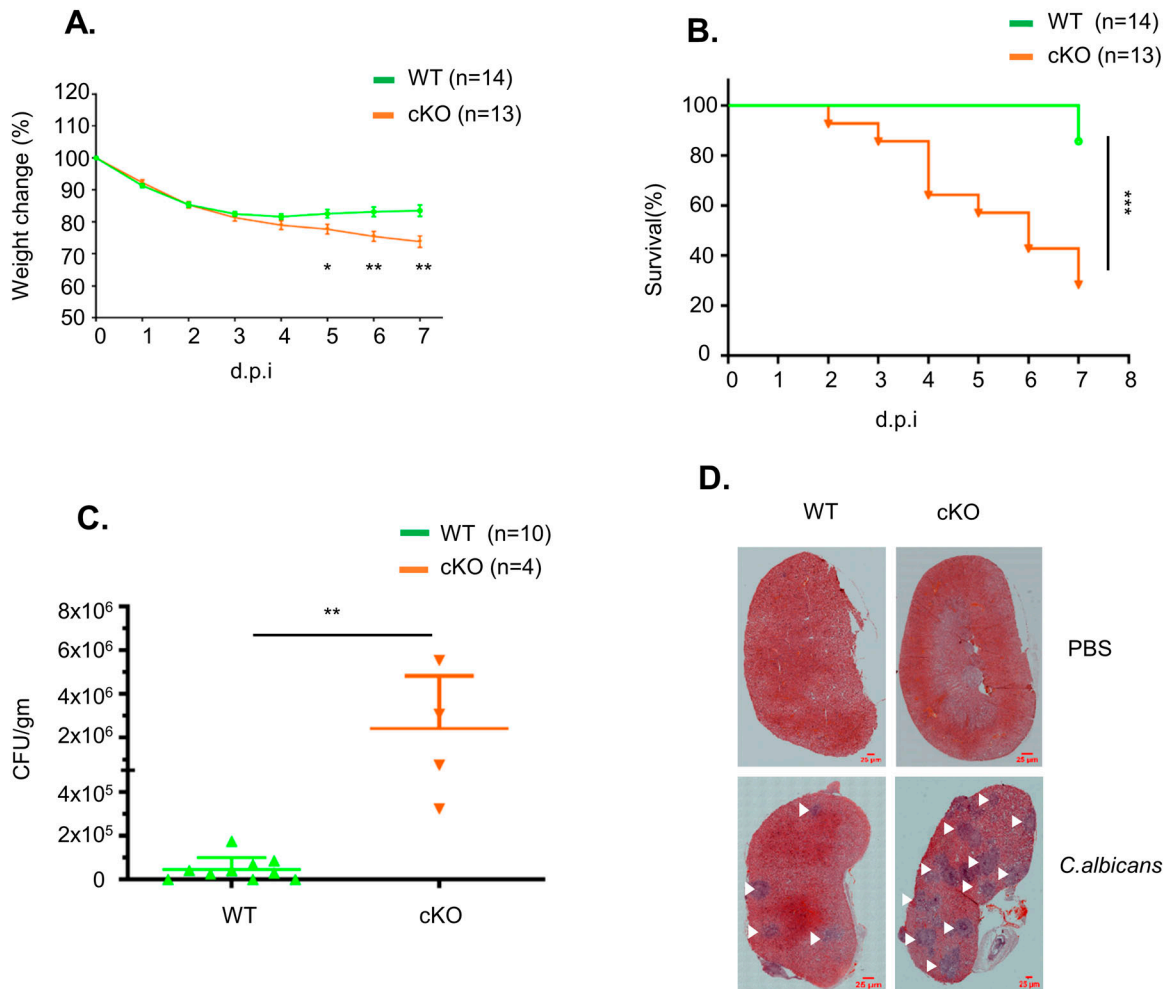 A.
WT (n=14)
cKO (n=13)
Weight change (%)
120
110
100
90
80
70
60
50
* ** **
0 1 2 3 4 5 6 7
d.p.i
B.
WT (n=14)
cKO (n=13)
Survival(%)
100
80
60
40
20
0
***
0 1 2 3 4 5 6 7 8
d.p.i
C.
WT (n=10)
cKO (n=4)
CFU/gm
8x10⁶
6x10⁶
4x10⁶
2x10⁶
4x10⁵
2x10⁵
0
**
WT cKO
D.
WT cKO
PBS
25 μm 25 μm
C.albicans
25 μm 25 μm